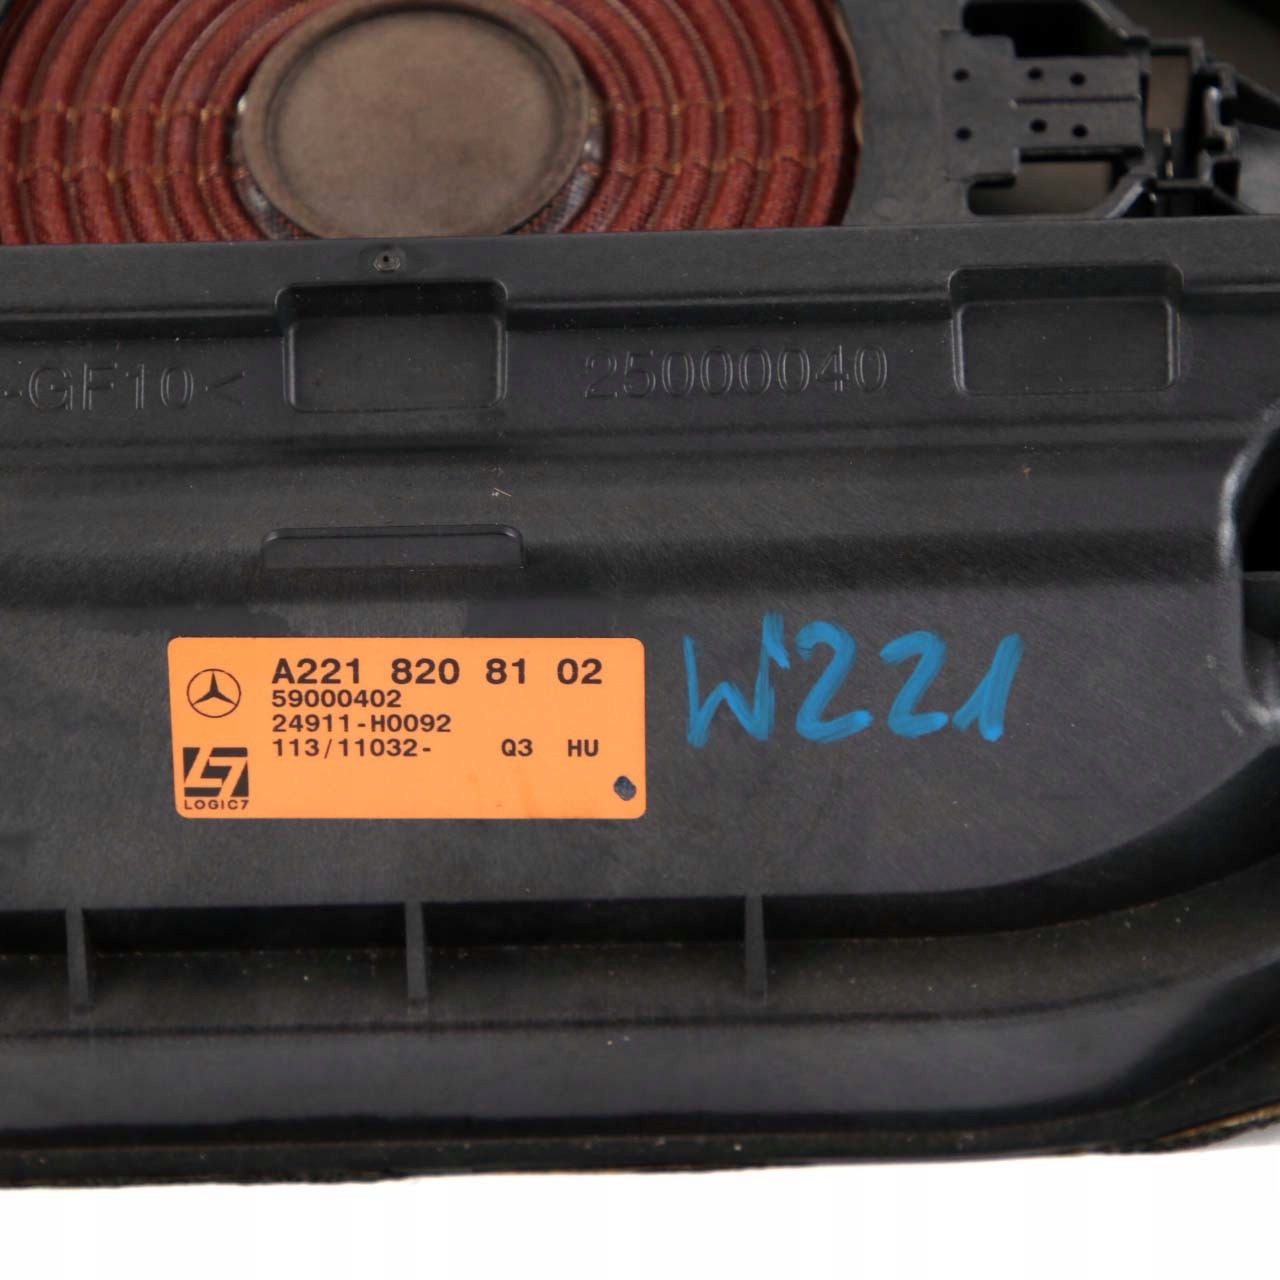 -GF10<
25000040
A221 820 81 02
59000402
24911-H0092
113/11032- Q3 HU
LOGIC7
W221